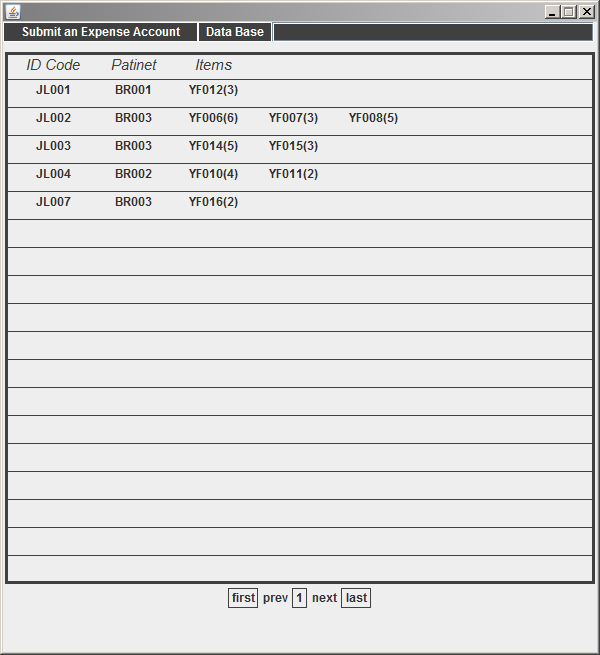 Submit an Expense Account Data Base
ID Code Patinet Items
JL001 BR001 YF012(3)
JL002 BR003 YF006(6) YF007(3) YF008(5)
JL003 BR003 YF014(5) YF015(3)
JL004 BR002 YF010(4) YF011(2)
JL007 BR003 YF016(2)
first prev 1 next last